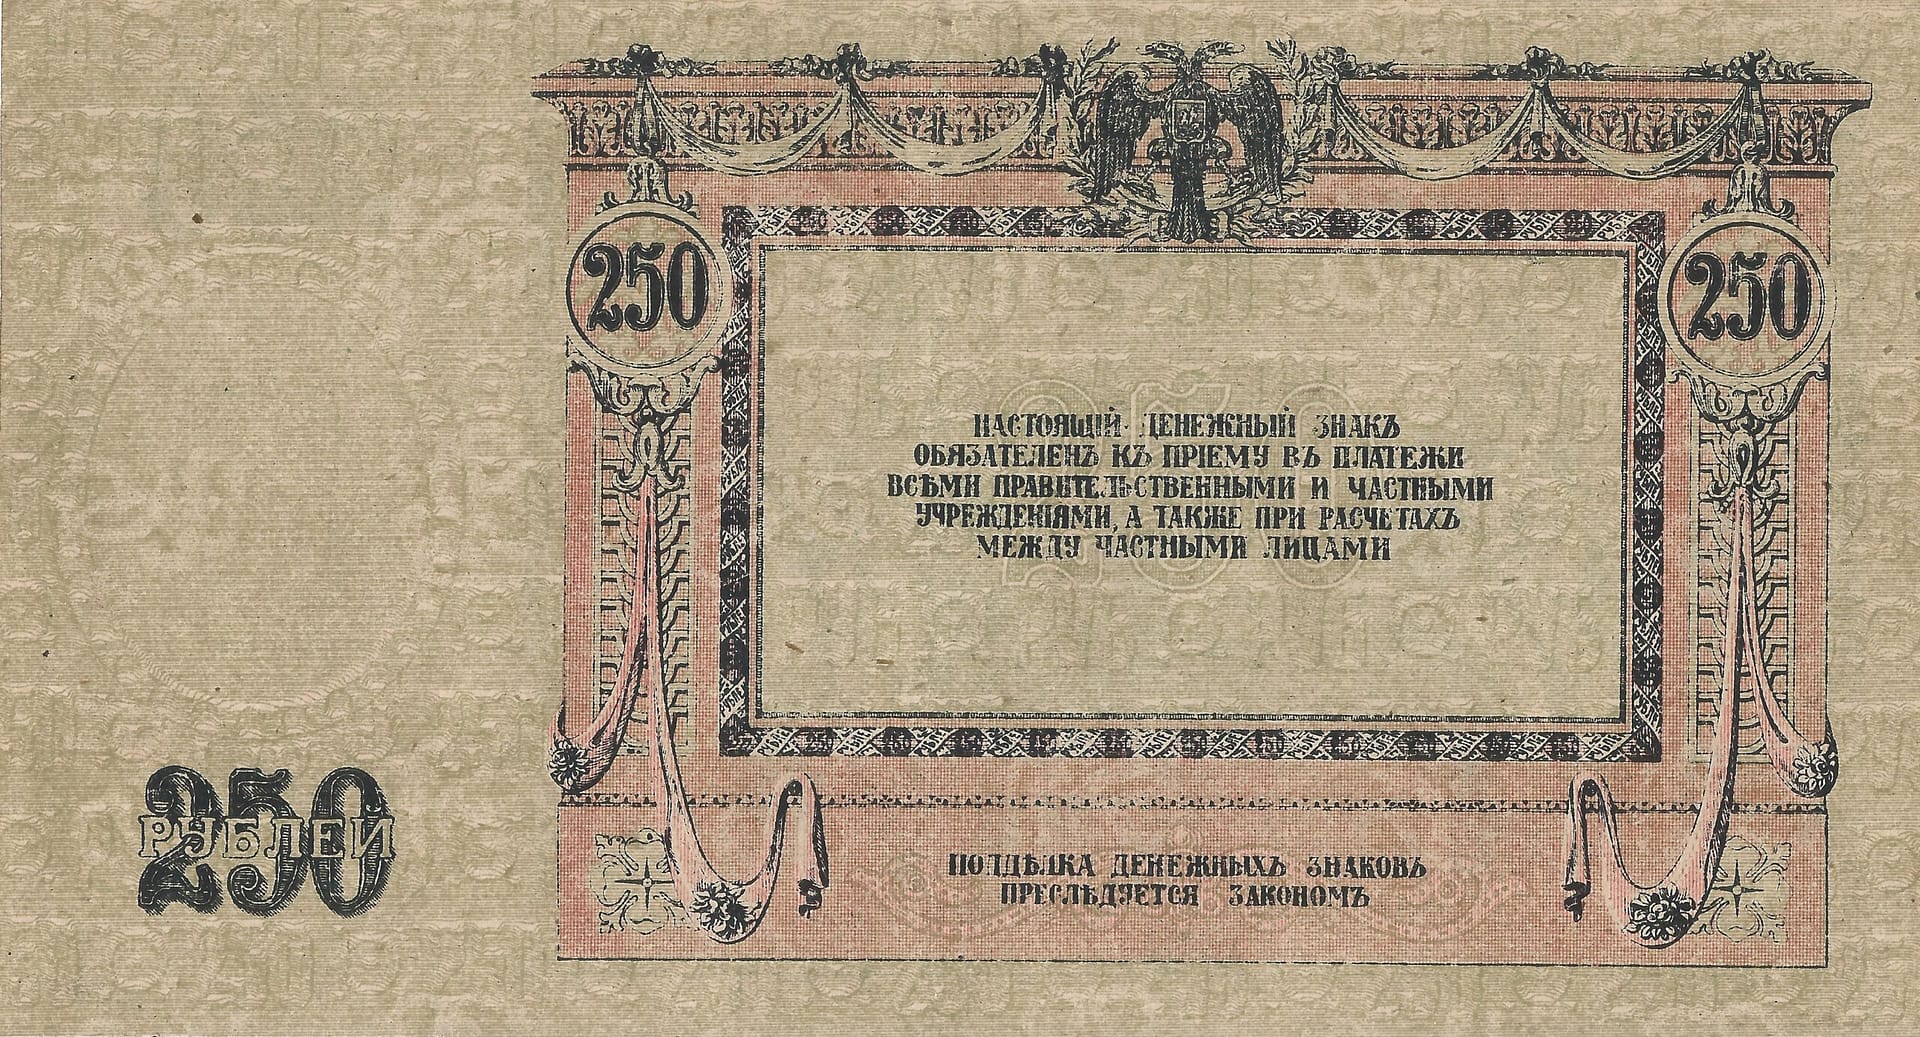 250
250
НАСТОЯЩІЙ ДЕНЕЖНЫЙ ЗНАКЪ
ОБЯЗАТЕЛЕНЪ КЪ ПРІЕМУ ВЪ ПЛАТЕЖИ
ВСѢМИ ПРАВИТЕЛЬСТВЕННЫМИ И ЧАСТНЫМИ
УЧРЕЖДЕНІЯМИ, А ТАКЖЕ ПРИ РАСЧЕТАХЪ
МЕЖДУ ЧАСТНЫМИ ЛИЦАМИ
250
РУБЛЕЙ
ПОДДѢЛКА ДЕНЕЖНЫХЪ ЗНАКОВЪ
ПРЕСЛѢДУЕТСЯ ЗАКОНОМЪ